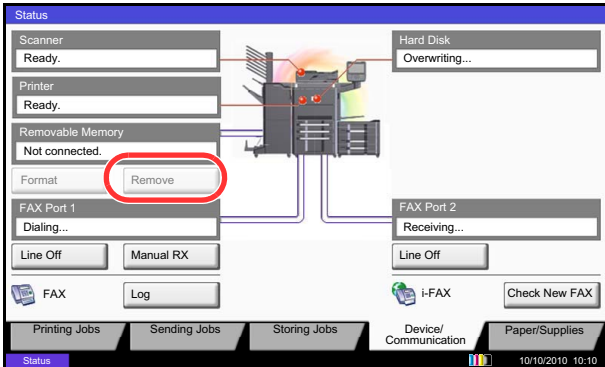 Status
Scanner
Ready.
Hard Disk
Overwriting...
Printer
Ready.
Removable Memory
Not connected.
Format
Remove
FAX Port 1
Dialing...
FAX Port 2
Receiving...
Line Off
Manual RX
Line Off
FAX
Log
i-FAX
Check New FAX
Printing Jobs
Sending Jobs
Storing Jobs
Device/
Communication
Paper/Supplies
Status
10/10/2010 10:10